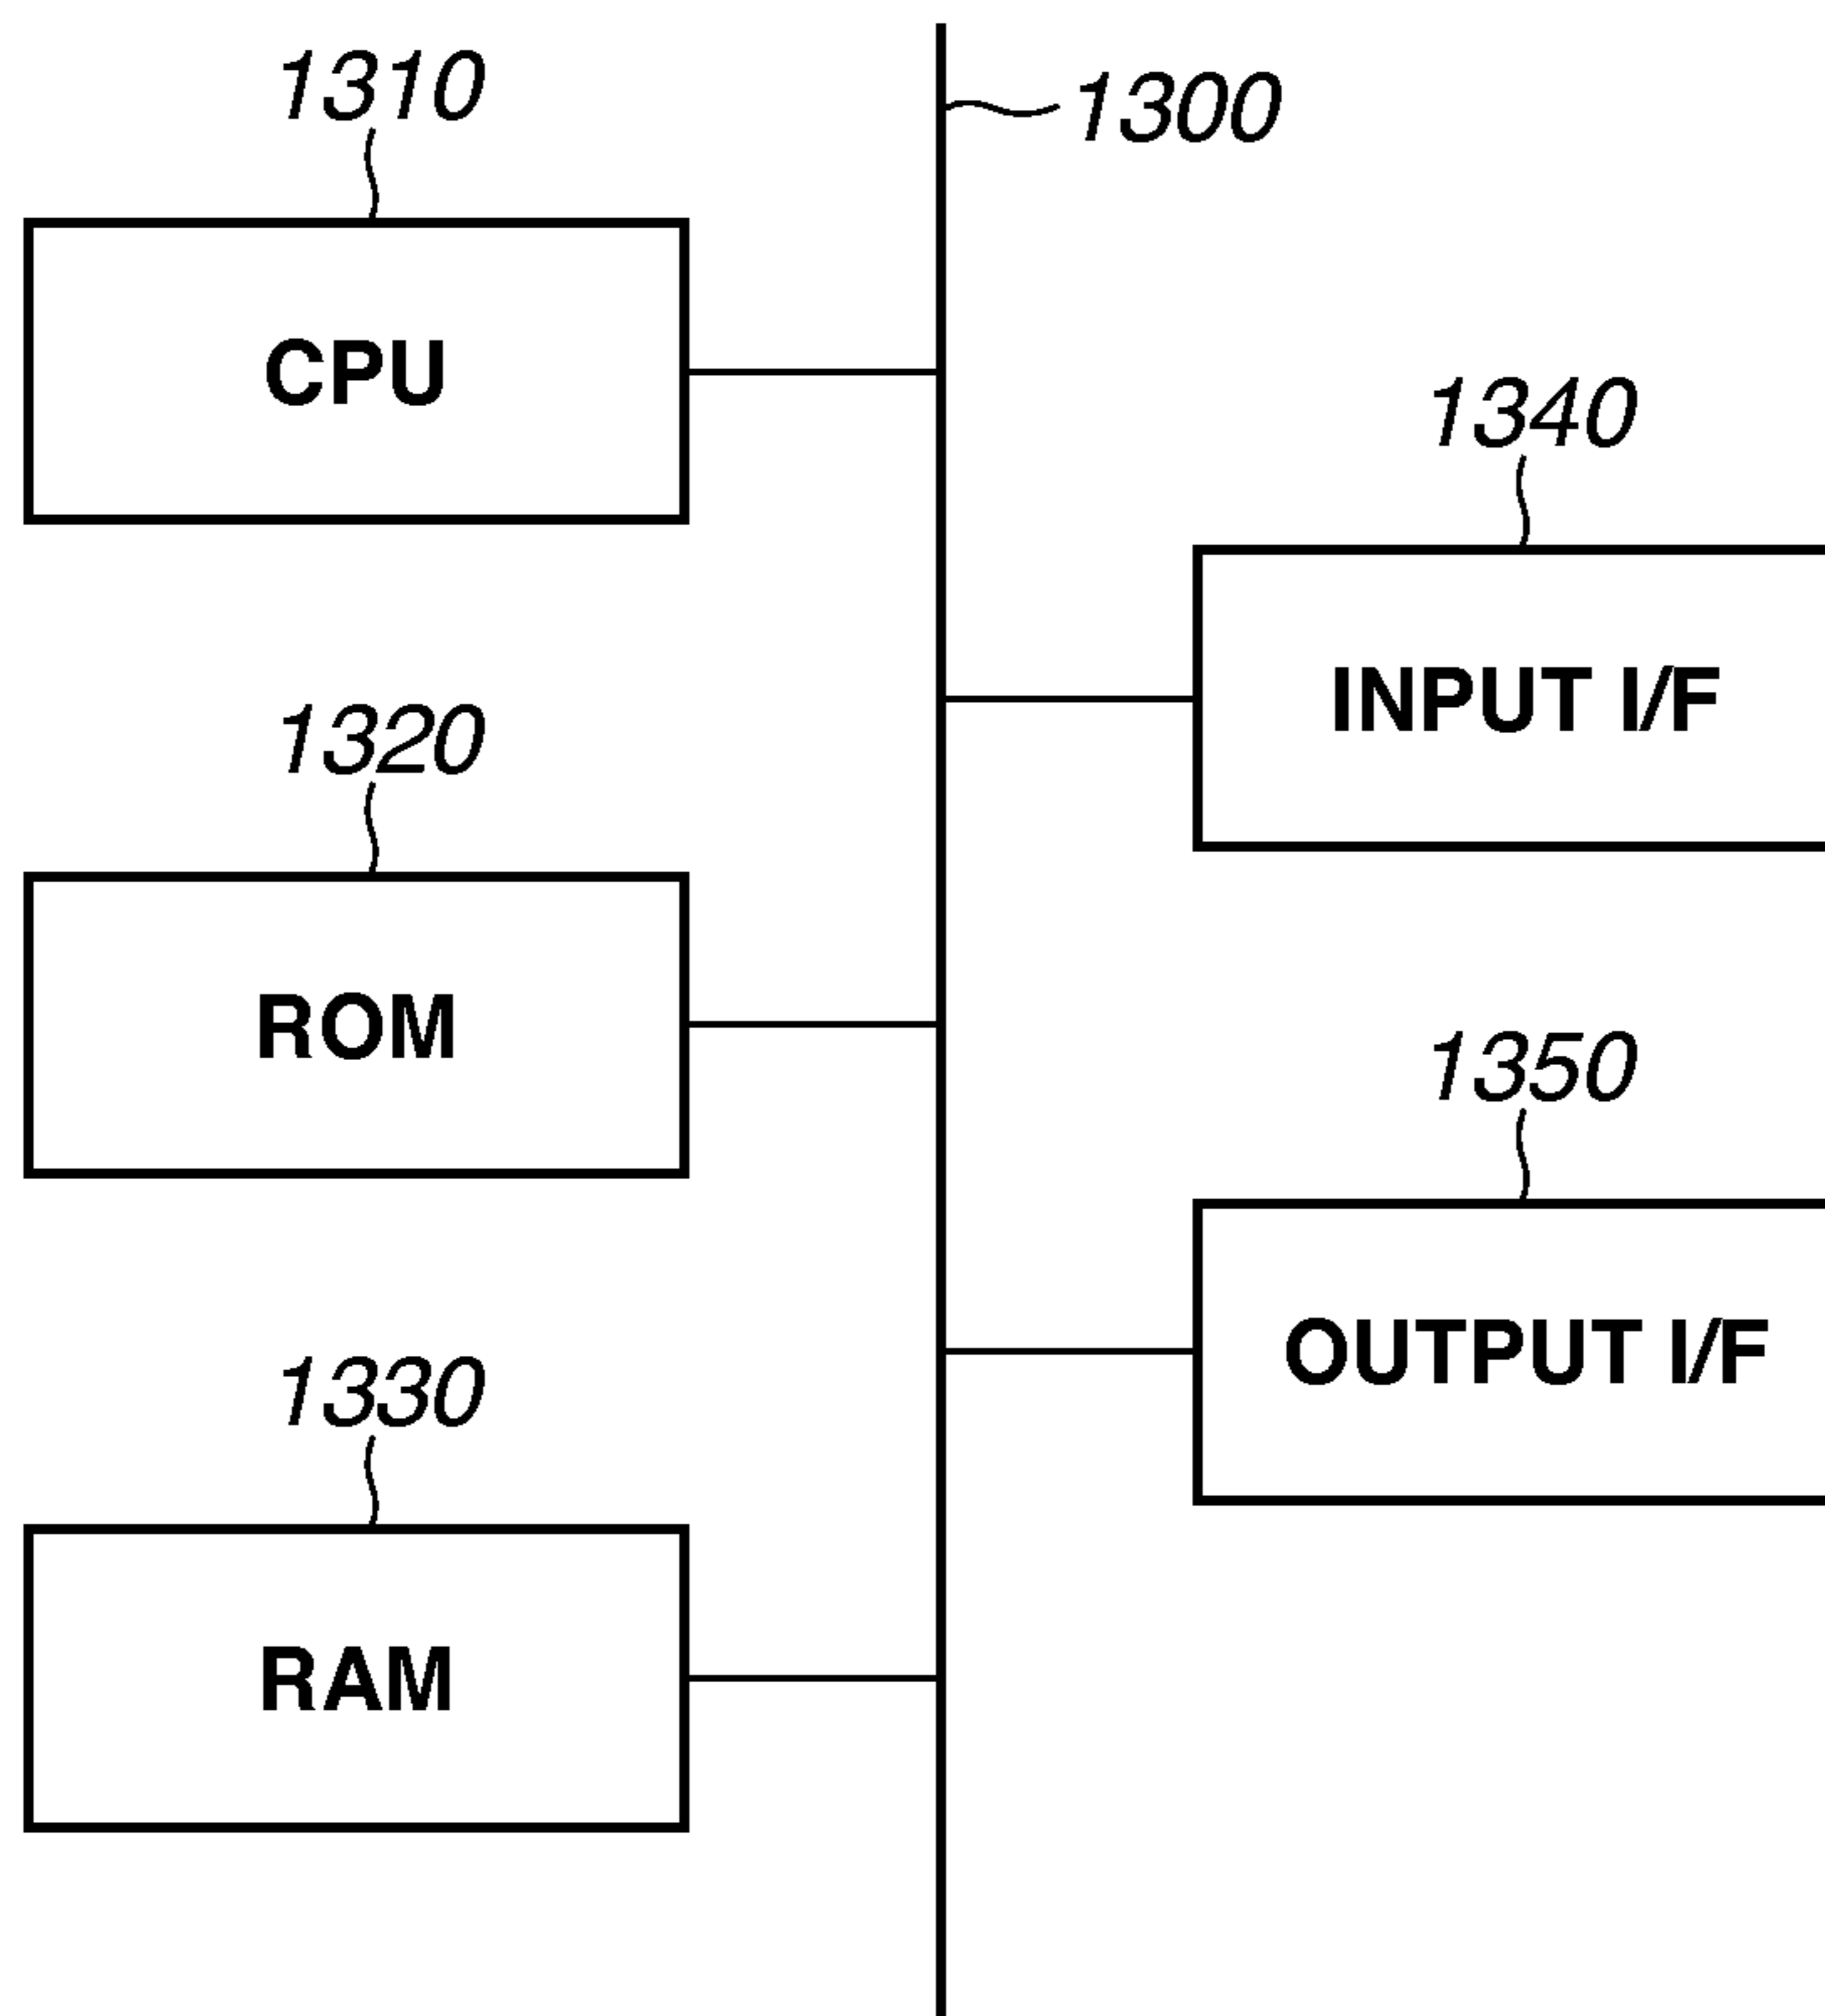 1310
1300
CPU
1340
INPUT I/F
1320
ROM
1350
OUTPUT I/F
1330
RAM